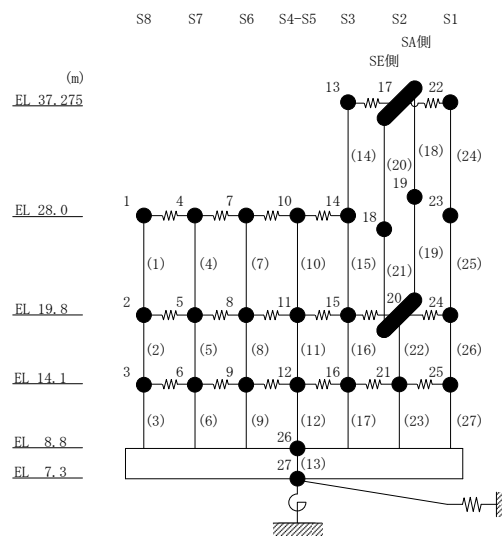 S8 S7 S6 S4-S5 S3 S2 S1
SA側
SE側
(m)
13 17 22
EL 37.275
(14) (20) (18) (24)
19
1 4 7 10 14 18 23
EL 28.0
(1) (4) (7) (10) (15) (21) (19) (25)
2 5 8 11 15 20 24
EL 19.8
(2) (5) (8) (11) (16) (22) (26)
3 6 9 12 16 21 25
EL 14.1
(3) (6) (9) (12) (17) (23) (27)
26
EL 8.8
27 (13)
EL 7.3